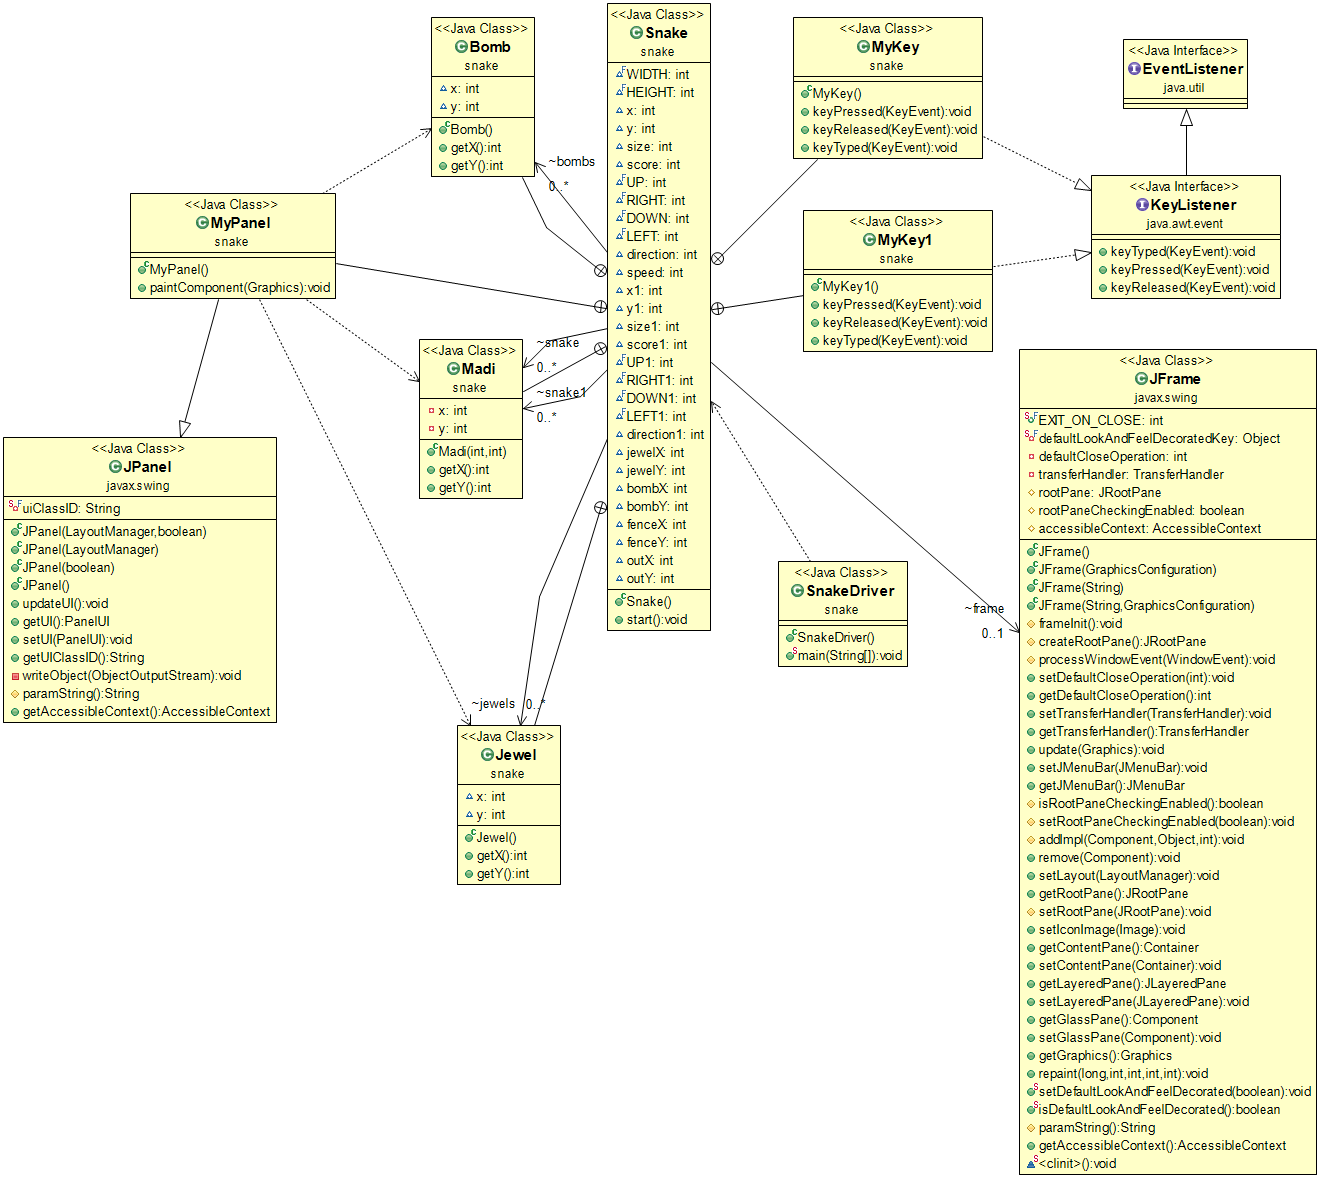 <<Java Class>>
Bomb
snake
x: int
y: int
Bomb()
getX():int
getY():int
<<Java Class>>
Snake
snake
WIDTH: int
HEIGHT: int
x: int
y: int
size: int
score: int
UP: int
RIGHT: int
DOWN: int
LEFT: int
direction: int
speed: int
x1: int
y1: int
size1: int
score1: int
UP1: int
RIGHT1: int
DOWN1: int
LEFT1: int
direction1: int
jewelX: int
jewelY: int
bombX: int
bombY: int
fenceX: int
fenceY: int
outX: int
outY: int
Snake()
start():void
<<Java Class>>
MyKey
snake
MyKey()
keyPressed(KeyEvent):void
keyReleased(KeyEvent):void
keyTyped(KeyEvent):void
<<Java Interface>>
EventListener
java.util
<<Java Interface>>
KeyListener
java.awt.event
keyTyped(KeyEvent):void
keyPressed(KeyEvent):void
keyReleased(KeyEvent):void
<<Java Class>>
MyKey1
snake
MyKey1()
keyPressed(KeyEvent):void
keyReleased(KeyEvent):void
keyTyped(KeyEvent):void
~bombs
0..*
<<Java Class>>
MyPanel
snake
MyPanel()
paintComponent(Graphics):void
~snake
0..*
~snake1
0..*
<<Java Class>>
Madi
snake
x: int
y: int
Madi(int,int)
getX():int
getY():int
<<Java Class>>
JPanel
javax.swing
uiClassID: String
JPanel(LayoutManager,boolean)
JPanel(LayoutManager)
JPanel(boolean)
JPanel()
updateUI():void
getUI():PanelUI
setUI(PanelUI):void
getUIClassID():String
writeObject(ObjectOutputStream):void
paramString():String
getAccessibleContext():AccessibleContext
<<Java Class>>
SnakeDriver
snake
SnakeDriver()
main(String[]):void
~frame
0..1
~jewels
0..*
<<Java Class>>
Jewel
snake
x: int
y: int
Jewel()
getX():int
getY():int
<<Java Class>>
JFrame
javax.swing
EXIT_ON_CLOSE: int
defaultLookAndFeelDecoratedKey: Object
defaultCloseOperation: int
transferHandler: TransferHandler
rootPane: JRootPane
rootPaneCheckingEnabled: boolean
accessibleContext: AccessibleContext
JFrame()
JFrame(GraphicsConfiguration)
JFrame(String)
JFrame(String,GraphicsConfiguration)
frameInit():void
createRootPane():JRootPane
processWindowEvent(WindowEvent):void
setDefaultCloseOperation(int):void
getDefaultCloseOperation():int
setTransferHandler(TransferHandler):void
getTransferHandler():TransferHandler
update(Graphics):void
setJMenuBar(JMenuBar):void
getJMenuBar():JMenuBar
isRootPaneCheckingEnabled():boolean
setRootPaneCheckingEnabled(boolean):void
addImpl(Component,Object,int):void
remove(Component):void
setLayout(LayoutManager):void
getRootPane():JRootPane
setRootPane(JRootPane):void
setIconImage(Image):void
getContentPane():Container
setContentPane(Container):void
getLayeredPane():JLayeredPane
setLayeredPane(JLayeredPane):void
getGlassPane():Component
setGlassPane(Component):void
getGraphics():Graphics
repaint(long,int,int,int,int):void
setDefaultLookAndFeelDecorated(boolean):void
isDefaultLookAndFeelDecorated():boolean
paramString():String
getAccessibleContext():AccessibleContext
<clinit>():void